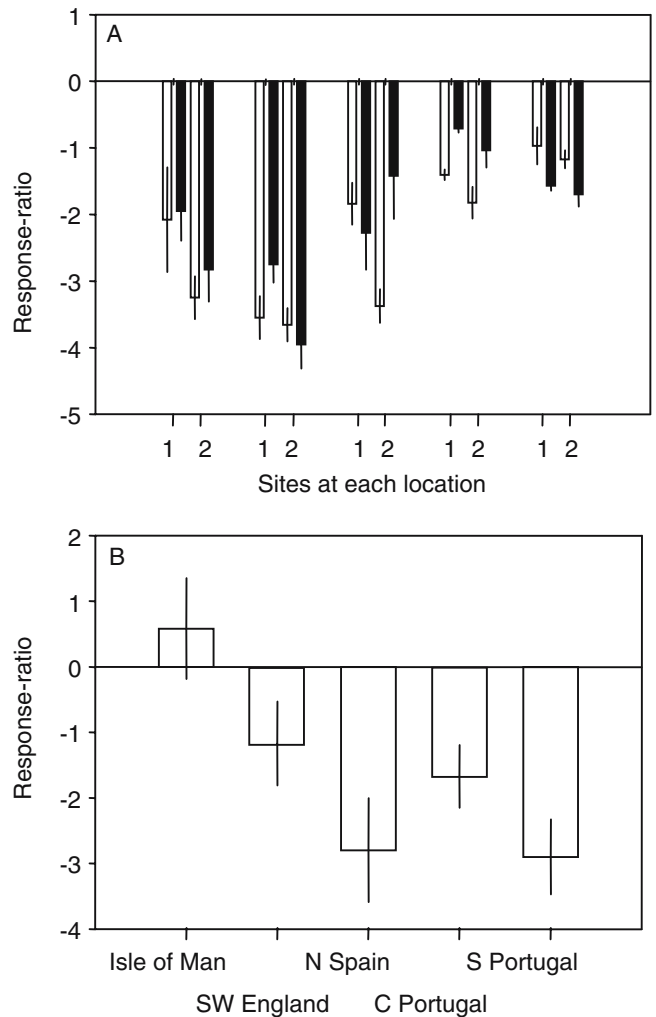 A
1
0
-1
-2
-3
-4
-5
Response-ratio
1 2 1 2 1 2 1 2 1 2
Sites at each location
B
2
1
0
-1
-2
-3
-4
Response-ratio
Isle of Man N Spain S Portugal
SW England C Portugal